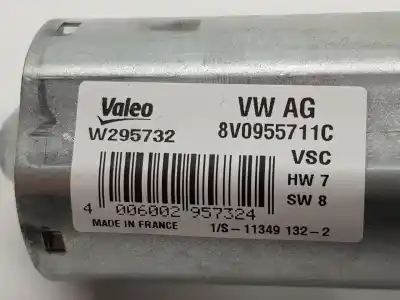 Valeo VW AG
W295732 8V0955711C
VSC
HW 7
SW 8
4 006002 957324
MADE IN FRANCE 1/S-11349 132-2